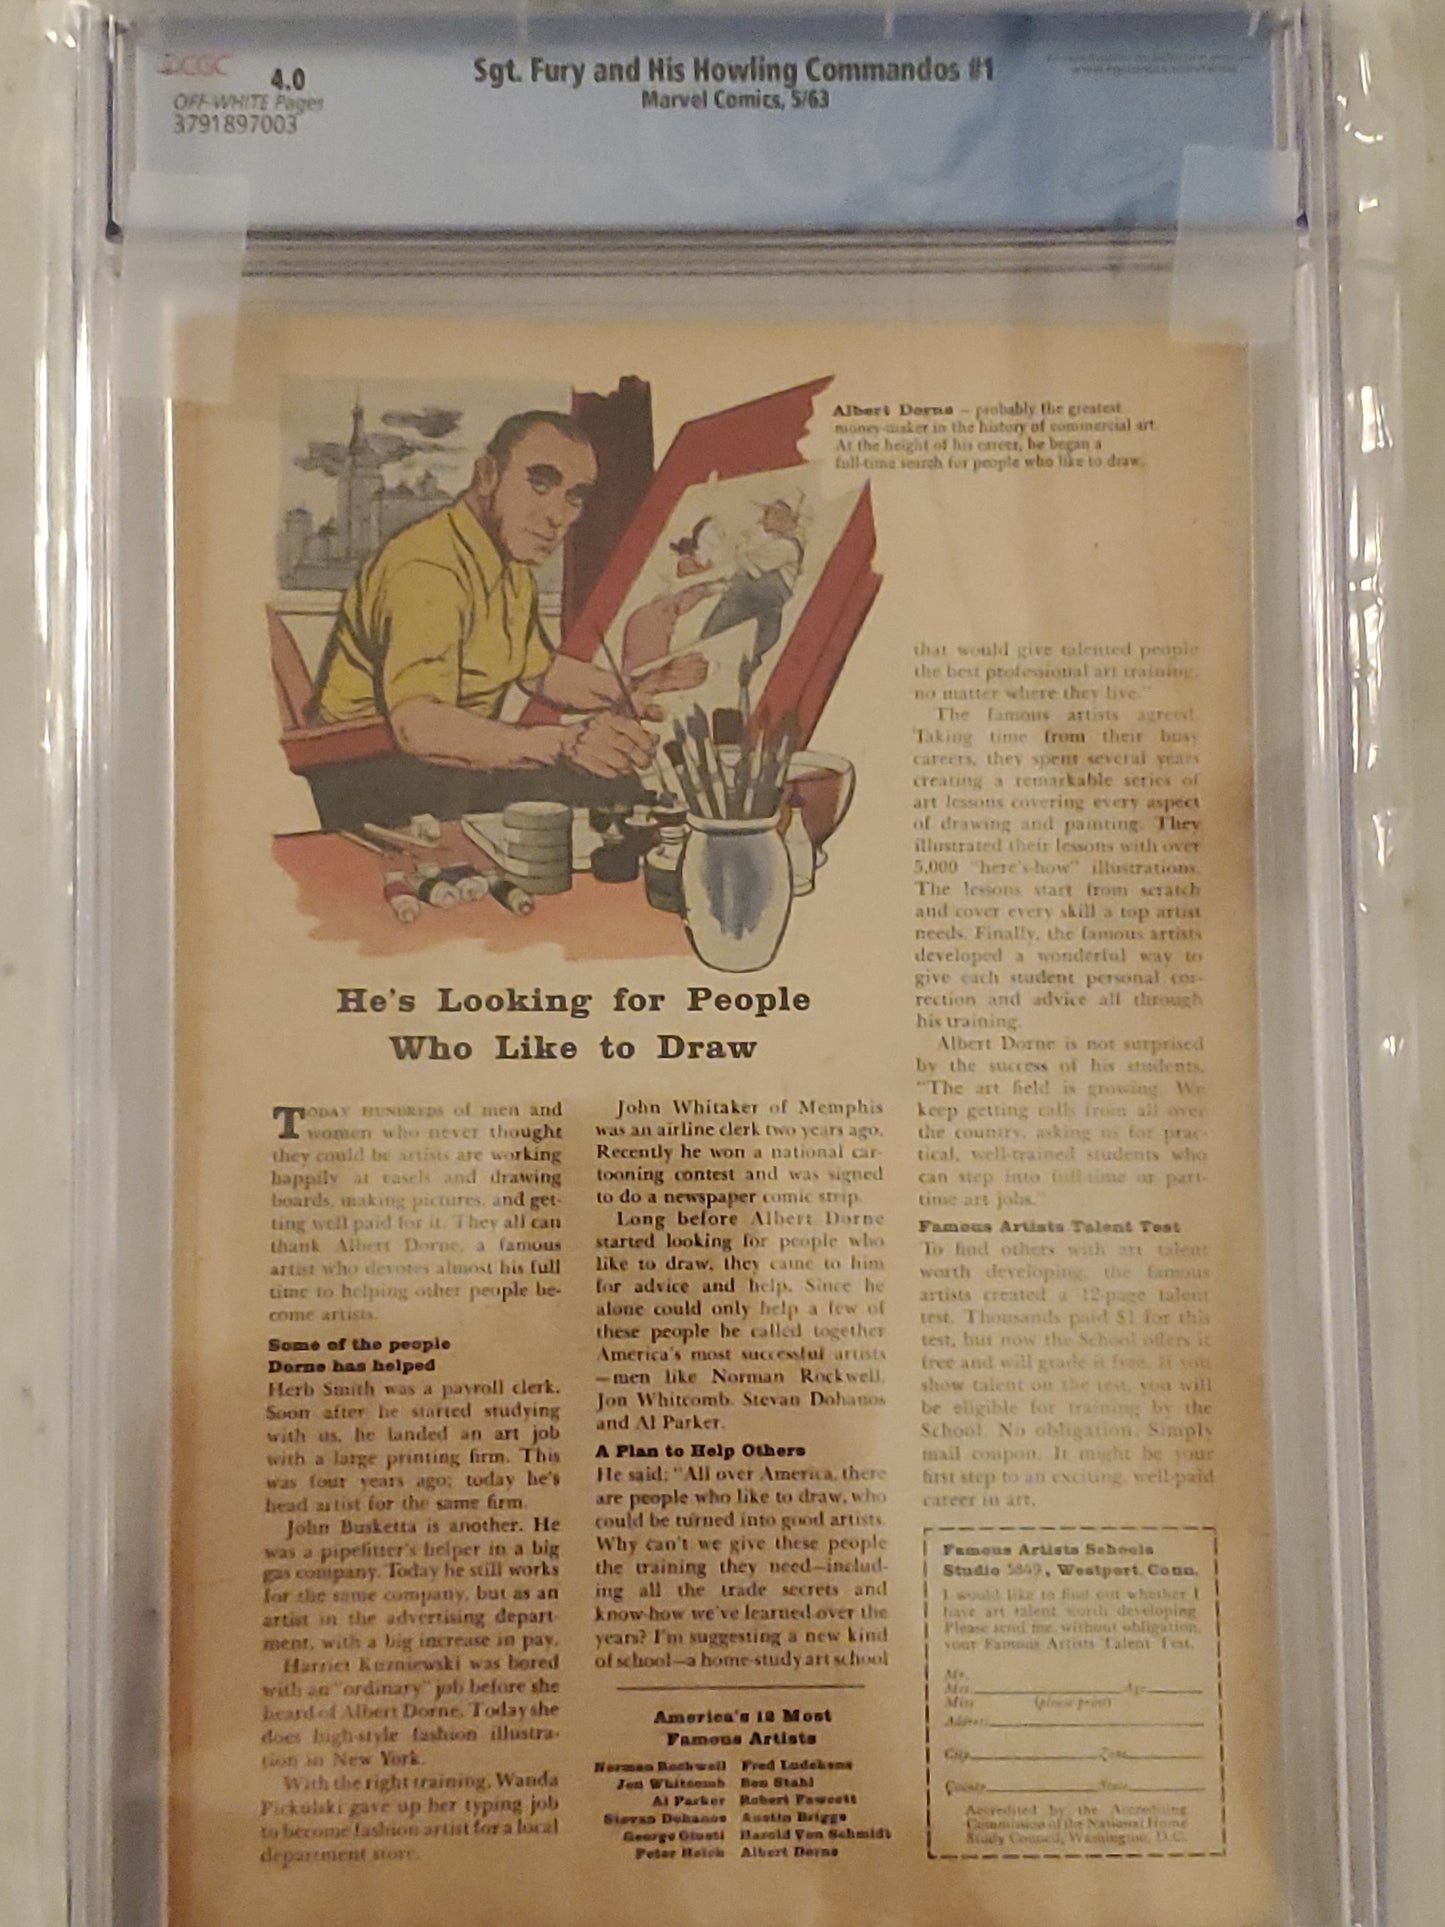 CGC
4.0
OFF-WHITE Pages
3791897003
Sgt. Fury and His Howling Commandos #1
Marvel Comics, 5/63
Albert Dorne – probably the greatest
money-maker in the history of commercial art.
At the height of his career, he began a
full-time search for people who like to draw.
He's Looking for People
Who Like to Draw
TODAY HUNDREDS of men and
women who never thought
they could be artists are working
happily at easels and drawing
boards, making pictures, and get-
ting well paid for it. They all can
thank Albert Dorne, a famous
artist who devotes almost his full
time to helping other people be-
come artists.
Some of the people
Dorne has helped
Herb Smith was a payroll clerk.
Soon after he started studying
with us, he landed an art job
with a large printing firm. This
was four years ago; today he's
head artist for the same firm.
John Busketta is another. He
was a pipefitter's helper in a big
gas company. Today he still works
for the same company, but as an
artist in the advertising depart-
ment, with a big increase in pay.
Harriet Kuzniewski was bored
with an "ordinary" job before she
heard of Albert Dorne. Today she
does high-style fashion illustra-
tion in New York.
With the right training, Wanda
Pickulski gave up her typing job
to become fashion artist for a local
department store.
John Whitaker of Memphis
was an airline clerk two years ago.
Recently he won a national car-
tooning contest and was signed
to do a newspaper comic strip.
Long before Albert Dorne
started looking for people who
like to draw, they came to him
for advice and help. Since he
alone could only help a few of
these people he called together
America's most successful artists
—men like Norman Rockwell,
Jon Whitcomb, Stevan Dohanos
and Al Parker.
A Plan to Help Others
He said: "All over America, there
are people who like to draw, who
could be turned into good artists.
Why can't we give these people
the training they need—includ-
ing all the trade secrets and
know-how we've learned over the
years? I'm suggesting a new kind
of school—a home-study art school
America's 12 Most
Famous Artists
Norman Rockwell Fred Ludekens
Jon Whitcomb Ben Stahl
Al Parker Robert Fawcett
Stevan Dohanos Austin Briggs
George Giusti Harold Von Schmidt
Peter Helck Albert Dorne
that would give talented people
the best professional art training,
no matter where they live."
The famous artists agreed.
Taking time from their busy
careers, they spent several years
creating a remarkable series of
art lessons covering every aspect
of drawing and painting. They
illustrated their lessons with over
5,000 "here's-how" illustrations.
The lessons start from scratch
and cover every skill a top artist
needs. Finally, the famous artists
developed a wonderful way to
give each student personal cor-
rection and advice all through
his training.
Albert Dorne is not surprised
by the success of his students.
"The art field is growing. We
keep getting calls from all over
the country, asking us for prac-
tical, well-trained students who
can step into full-time or part-
time art jobs."
Famous Artists Talent Test
To find others with art talent
worth developing, the famous
artists created a 12-page talent
test. Thousands paid $1 for this
test, but now the School offers it
free and will grade it free. If you
show talent on the test, you will
be eligible for training by the
School. No obligation. Simply
mail coupon. It might be your
first step to an exciting, well-paid
career in art.
Famous Artists Schools
Studio 5849, Westport, Conn.
I would like to find out whether I
have art talent worth developing.
Please send me, without obligation,
your Famous Artists Talent Test.
Mr.
Mrs. Age
Miss (please print)
Address
City Zone
County State
Accredited by the Accrediting
Commission of the National Home
Study Council, Washington, D.C.